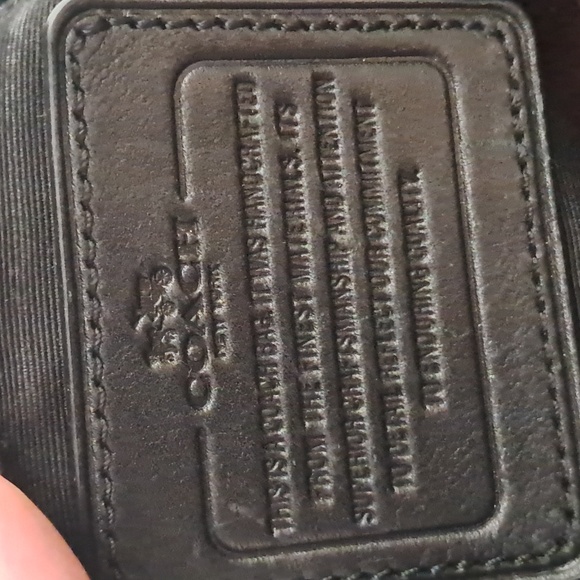 COACH
NEW YORK
THIS IS A COACH BAG. IT WAS HANDCRAFTED
FROM THE FINEST MATERIALS. ITS
SUPERIOR CRAFTSMANSHIP AND ATTENTION
TO DETAIL REFLECT OUR COMMITMENT
TO ENDURING QUALITY.